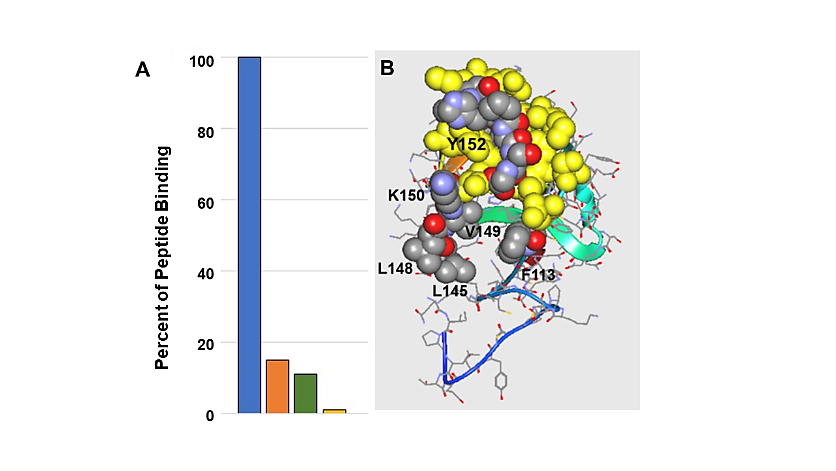 A
Percent of Peptide Binding
100
80
60
40
20
0
B
Y152
K150
V149
L148
F113
L145